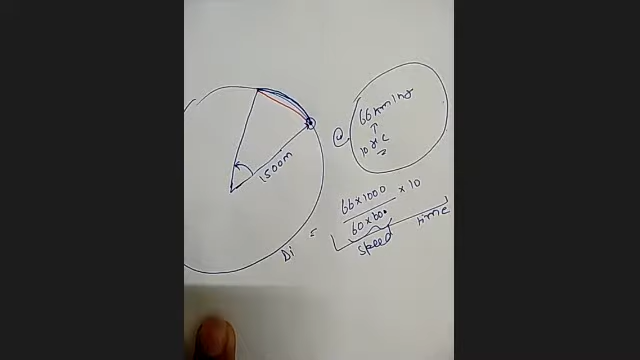 66 km/hr
@
10 sec
1500m
66 x 1000 x 10
60 x 60
Di =
speed
time